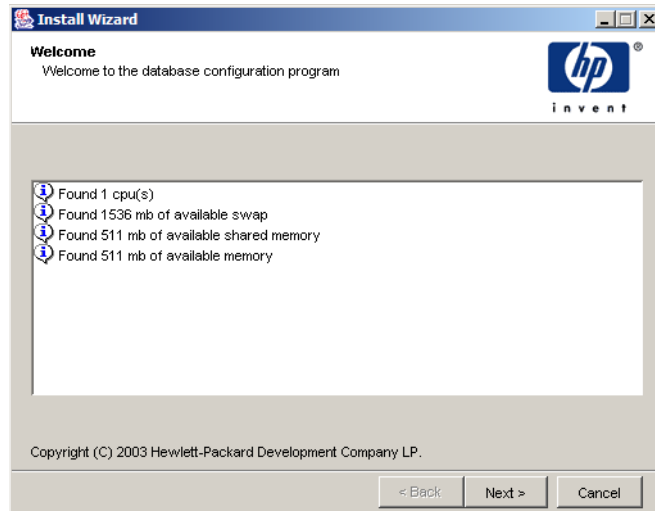 Install Wizard
Welcome
Welcome to the database configuration program
hp
®
invent
Found 1 cpu(s)
Found 1536 mb of available swap
Found 511 mb of available shared memory
Found 511 mb of available memory
Copyright (C) 2003 Hewlett-Packard Development Company LP.
< Back Next > Cancel